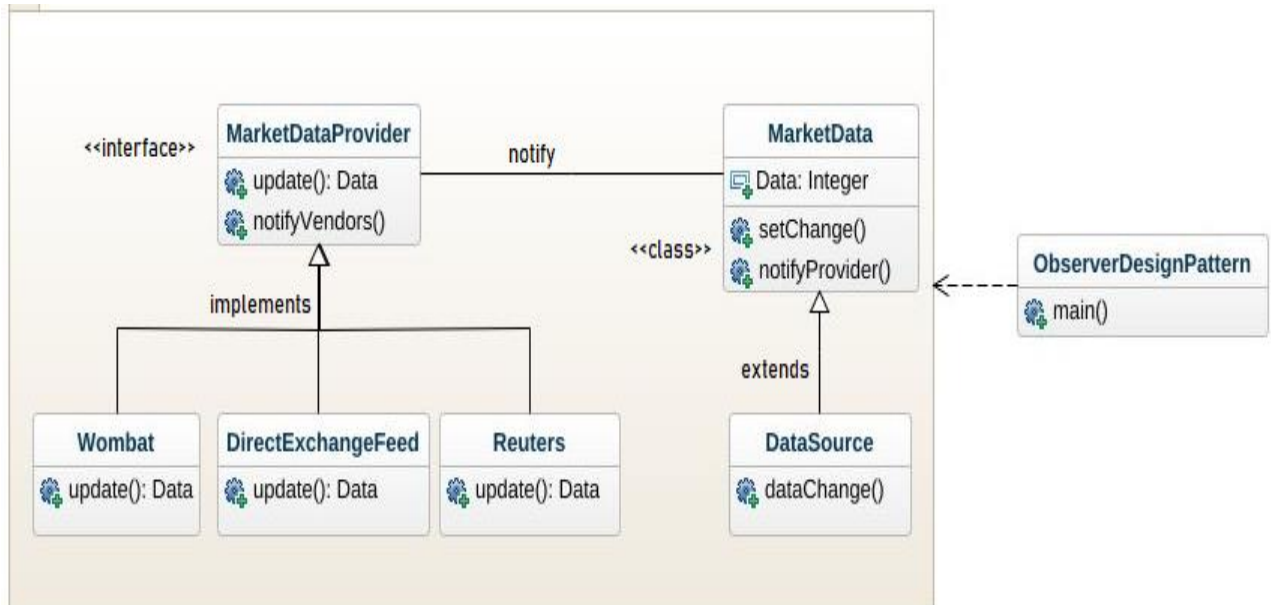 MarketDataProvider
<<interface>>
update(): Data
notifyVendors()
notify
MarketData
Data: Integer
<<class>>
setChange()
notifyProvider()
ObserverDesignPattern
main()
implements
extends
Wombat
update(): Data
DirectExchangeFeed
update(): Data
Reuters
update(): Data
DataSource
dataChange()